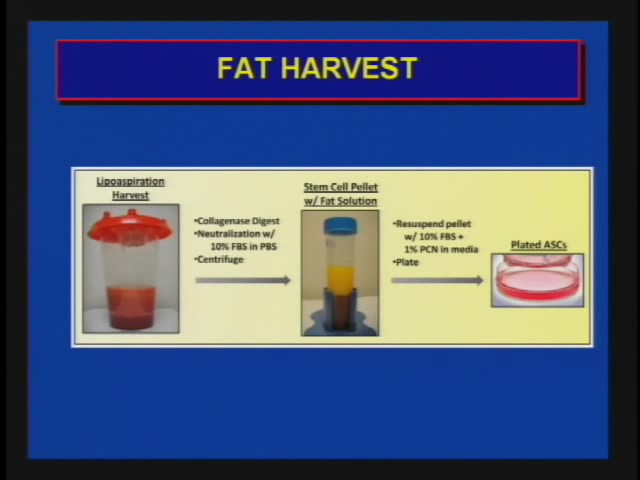 FAT HARVEST
Lipoaspiration
Harvest
•Collagenase Digest
•Neutralization w/
10% FBS in PBS
•Centrifuge
Stem Cell Pellet
w/ Fat Solution
•Resuspend pellet
w/ 10% FBS +
1% PCN in media
•Plate
Plated ASCs